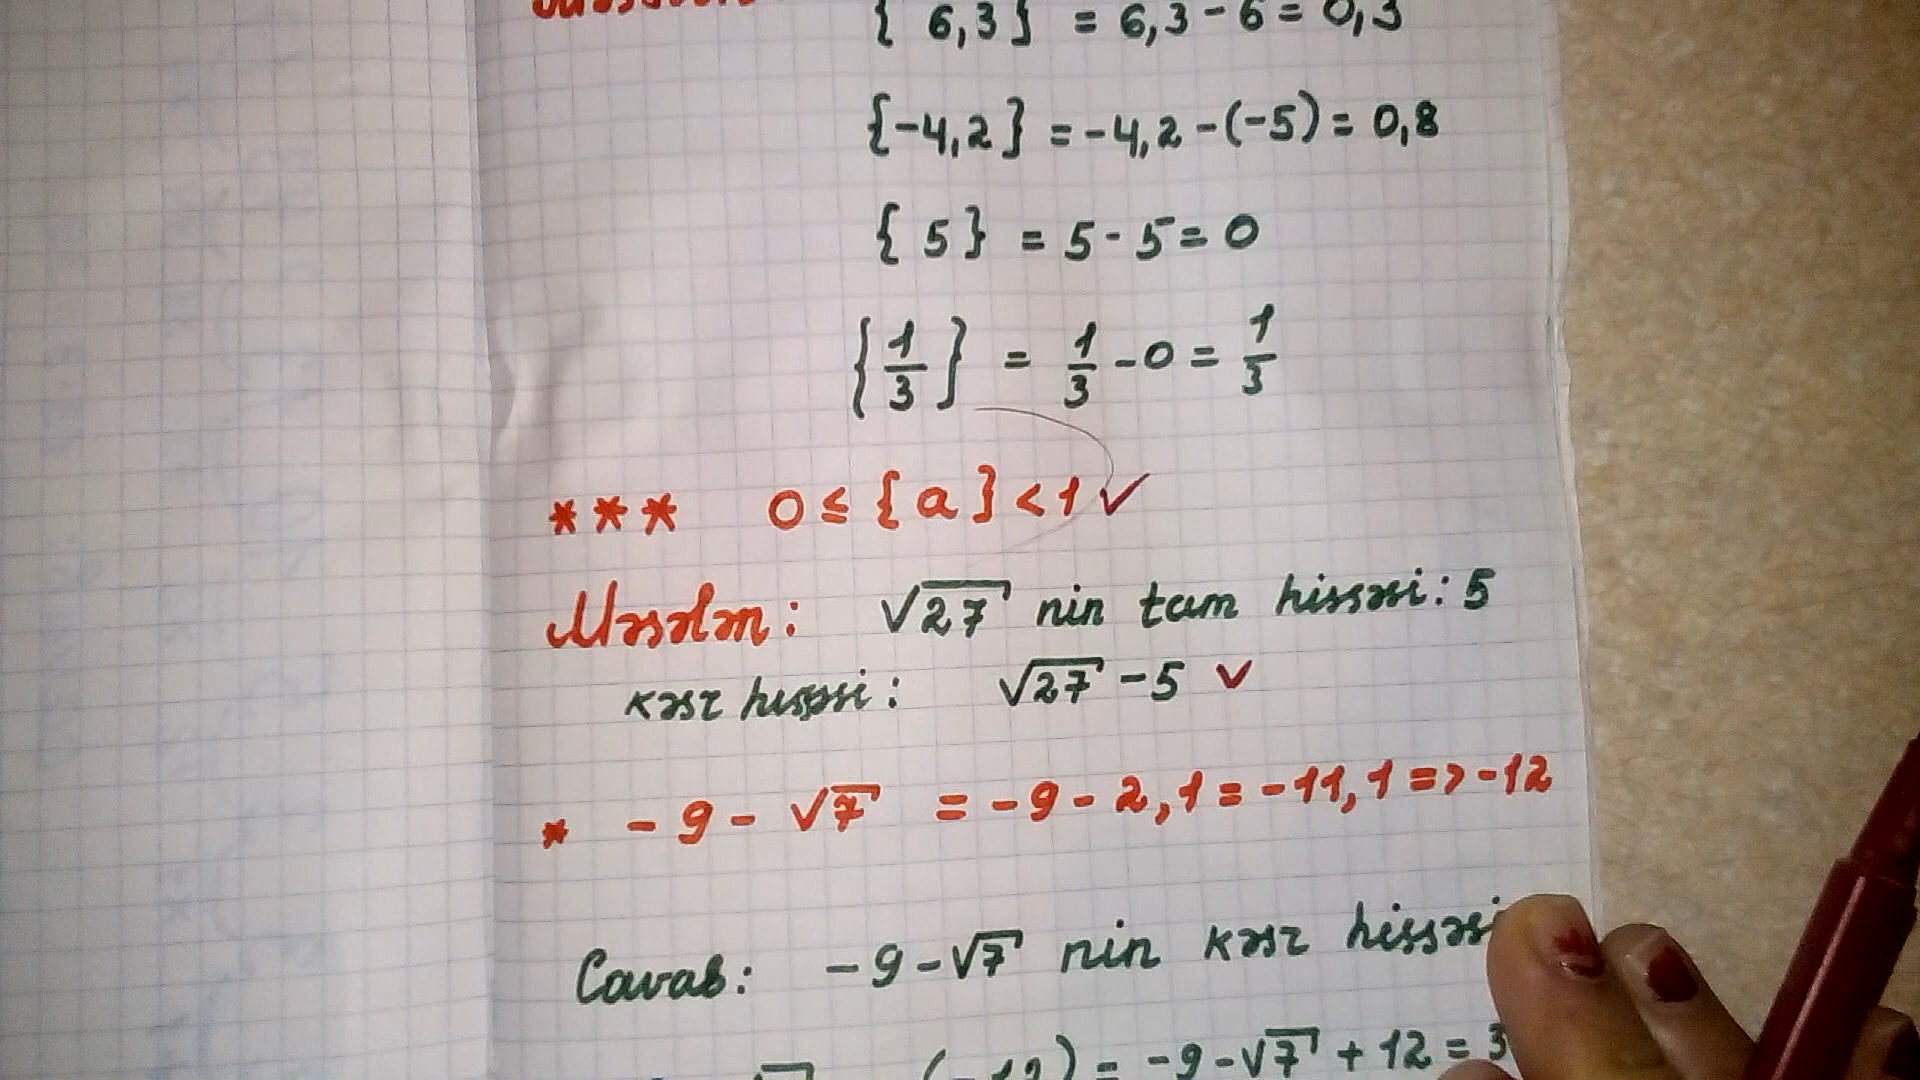 { 6,3 } = 6,3 - 6 = 0,3
{-4,2} = -4,2 - (-5) = 0,8
{ 5 } = 5 - 5 = 0
{1/3} = 1/3 - 0 = 1/3
*** 0 ≤ { a } < 1 ✓
Məsələn: √27 nin tam hissəsi: 5
kəsr hissəsi: √27 - 5 ✓
* - 9 - √7 = - 9 - 2,1 = - 11,1 => -12
Cavab: - 9 - √7 nin kəsr hissəsi
(-12) = -9 - √7 + 12 = 3